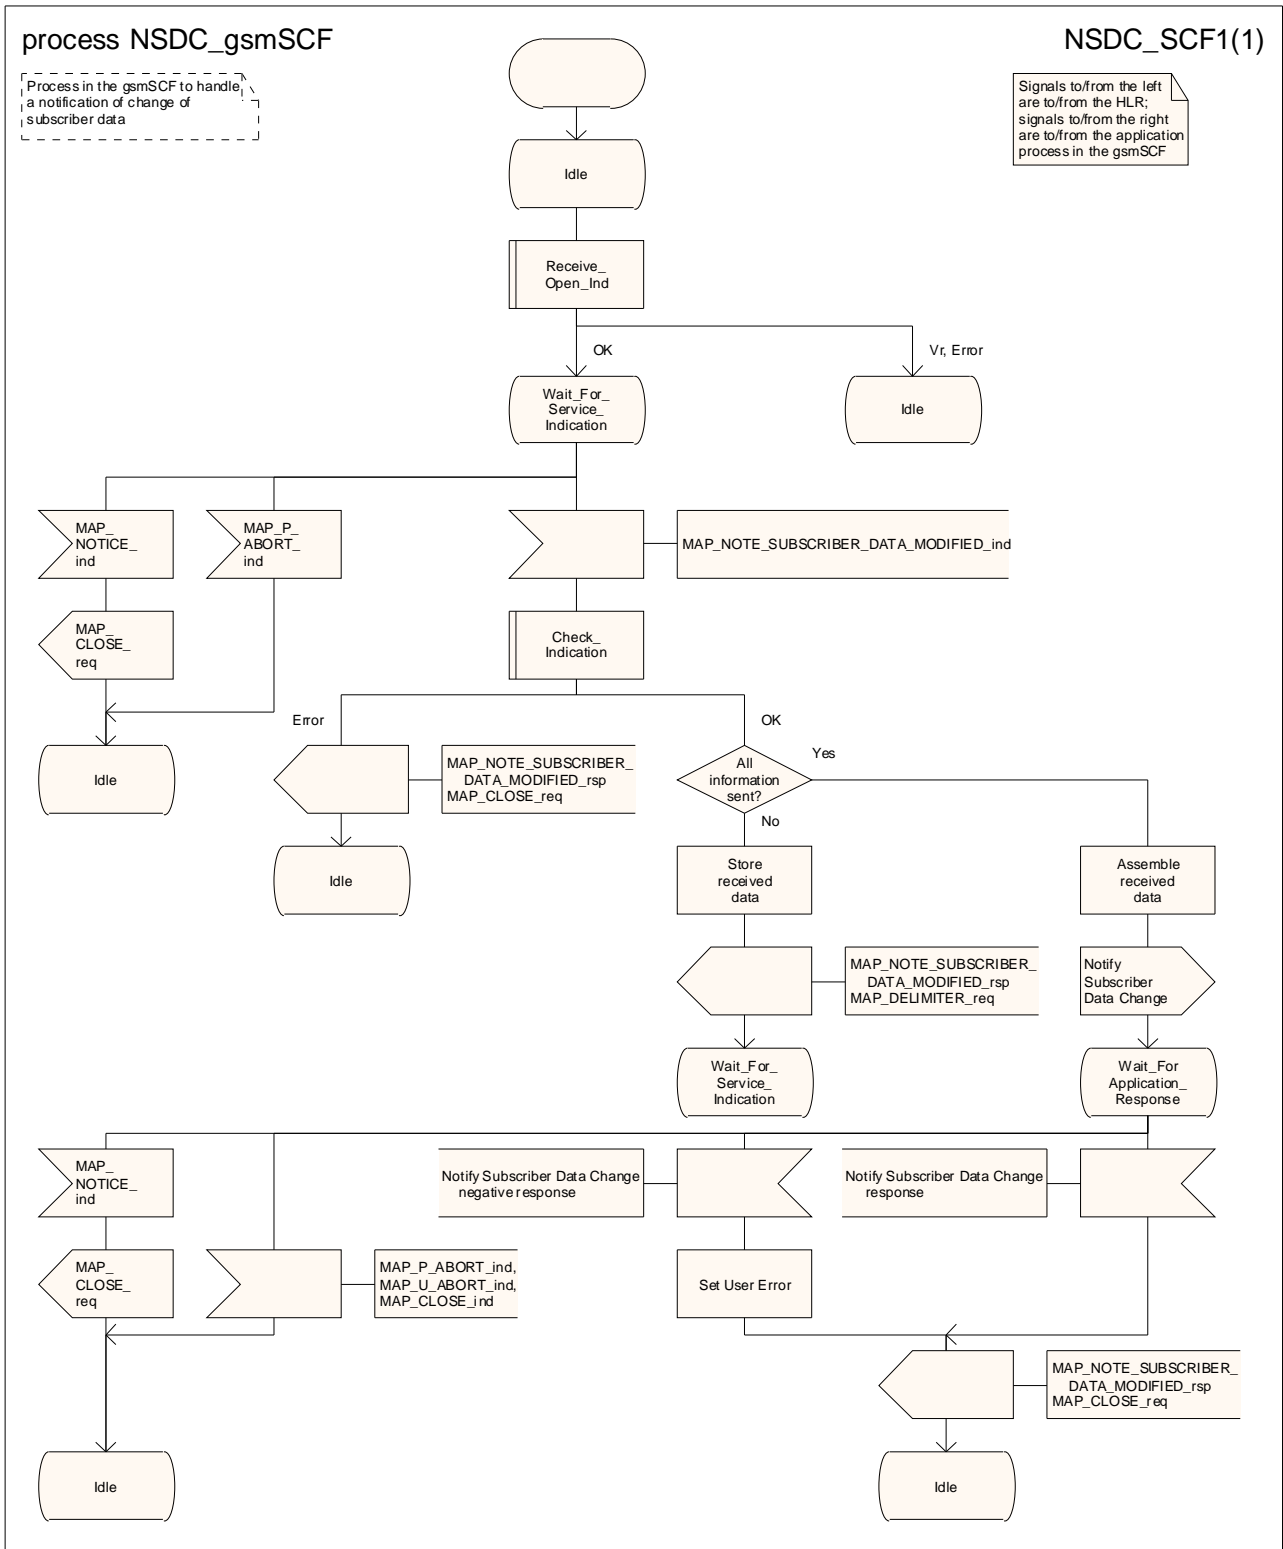 process NSDC_gsmSCF
NSDC_SCF1(1)
Process in the gsmSCF to handle
a notification of change of
subscriber data
Signals to/from the left
are to/from the HLR;
signals to/from the right
are to/from the application
process in the gsmSCF
Idle
Receive_
Open_Ind
OK
Vr, Error
Wait_For_
Service_
Indication
Idle
MAP_
NOTICE_
ind
MAP_P_
ABORT_
ind
MAP_NOTE_SUBSCRIBER_DATA_MODIFIED_ind
MAP_
CLOSE_
req
Check_
Indication
Error
OK
Idle
MAP_NOTE_SUBSCRIBER_
DATA_MODIFIED_rsp
MAP_CLOSE_req
All
information
sent?
Yes
No
Idle
Store
received
data
Assemble
received
data
MAP_NOTE_SUBSCRIBER_
DATA_MODIFIED_rsp
MAP_DELIMITER_req
Notify
Subscriber
Data Change
Wait_For_
Service_
Indication
Wait_For
Application_
Response
MAP_
NOTICE_
ind
Notify Subscriber Data Change
negative response
Notify Subscriber Data Change
response
MAP_
CLOSE_
req
MAP_P_ABORT_ind,
MAP_U_ABORT_ind,
MAP_CLOSE_ind
Set User Error
MAP_NOTE_SUBSCRIBER_
DATA_MODIFIED_rsp
MAP_CLOSE_req
Idle
Idle